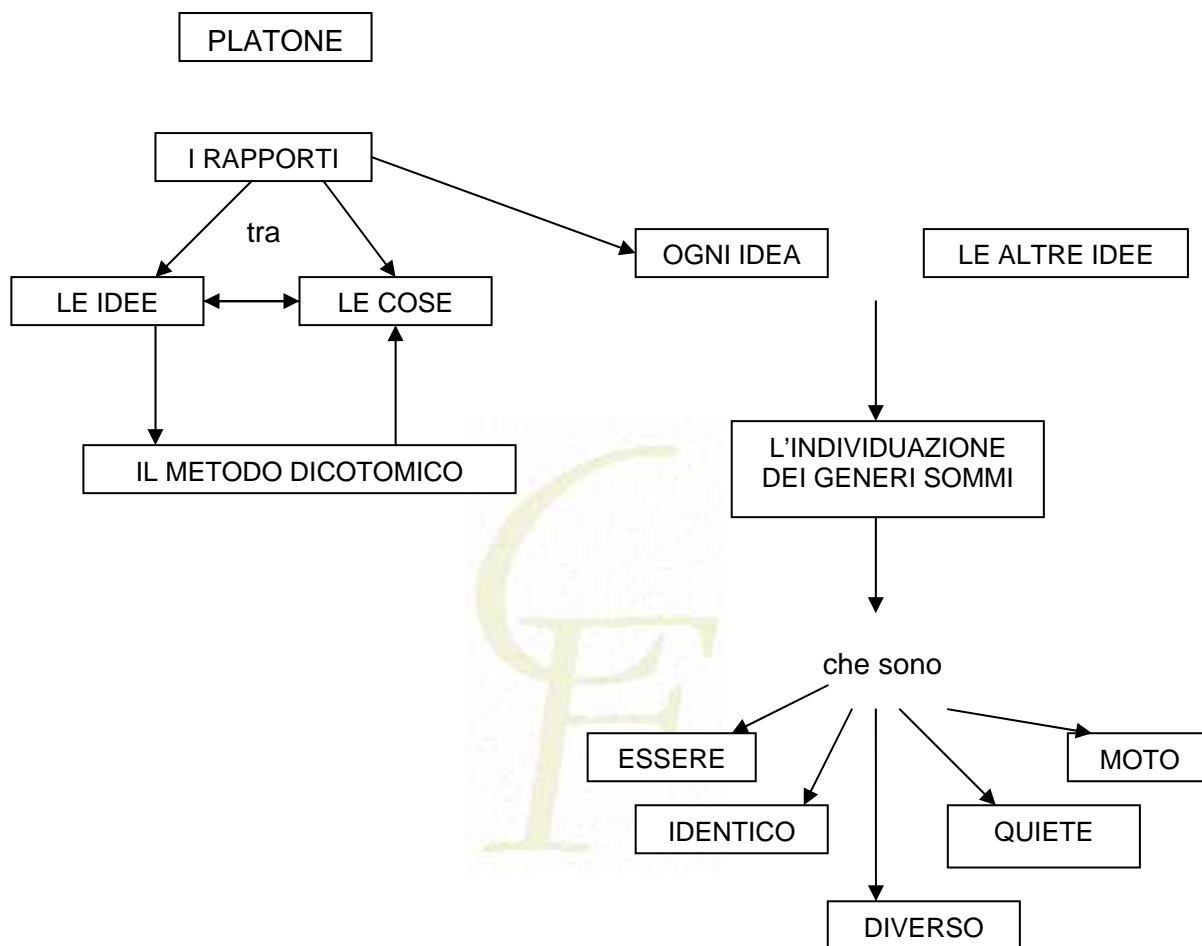 PLATONE
I RAPPORTI
tra
OGNI IDEA
LE ALTRE IDEE
LE IDEE
LE COSE
IL METODO DICOTOMICO
L’INDIVIDUAZIONE
DEI GENERI SOMMI
che sono
ESSERE
MOTO
IDENTICO
QUIETE
DIVERSO
CF